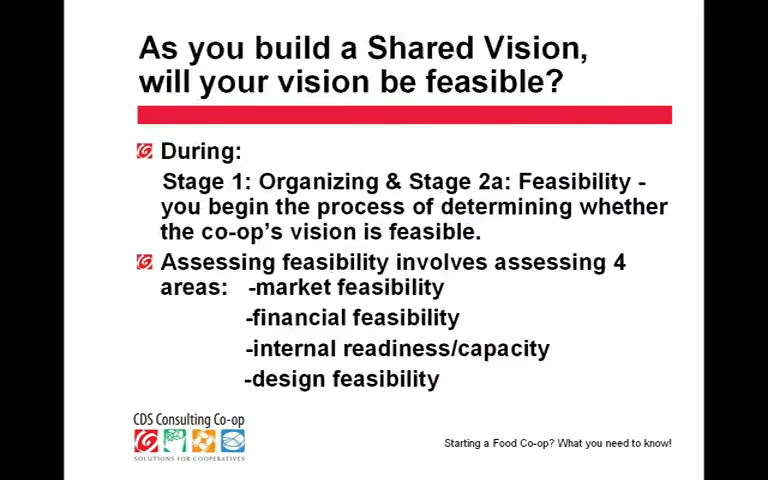 As you build a Shared Vision,
will your vision be feasible?
During:
Stage 1: Organizing & Stage 2a: Feasibility -
you begin the process of determining whether
the co-op's vision is feasible.
Assessing feasibility involves assessing 4
areas: -market feasibility
-financial feasibility
-internal readiness/capacity
-design feasibility
CDS Consulting Co-op
SOLUTIONS FOR COOPERATIVES
Starting a Food Co-op? What you need to know!